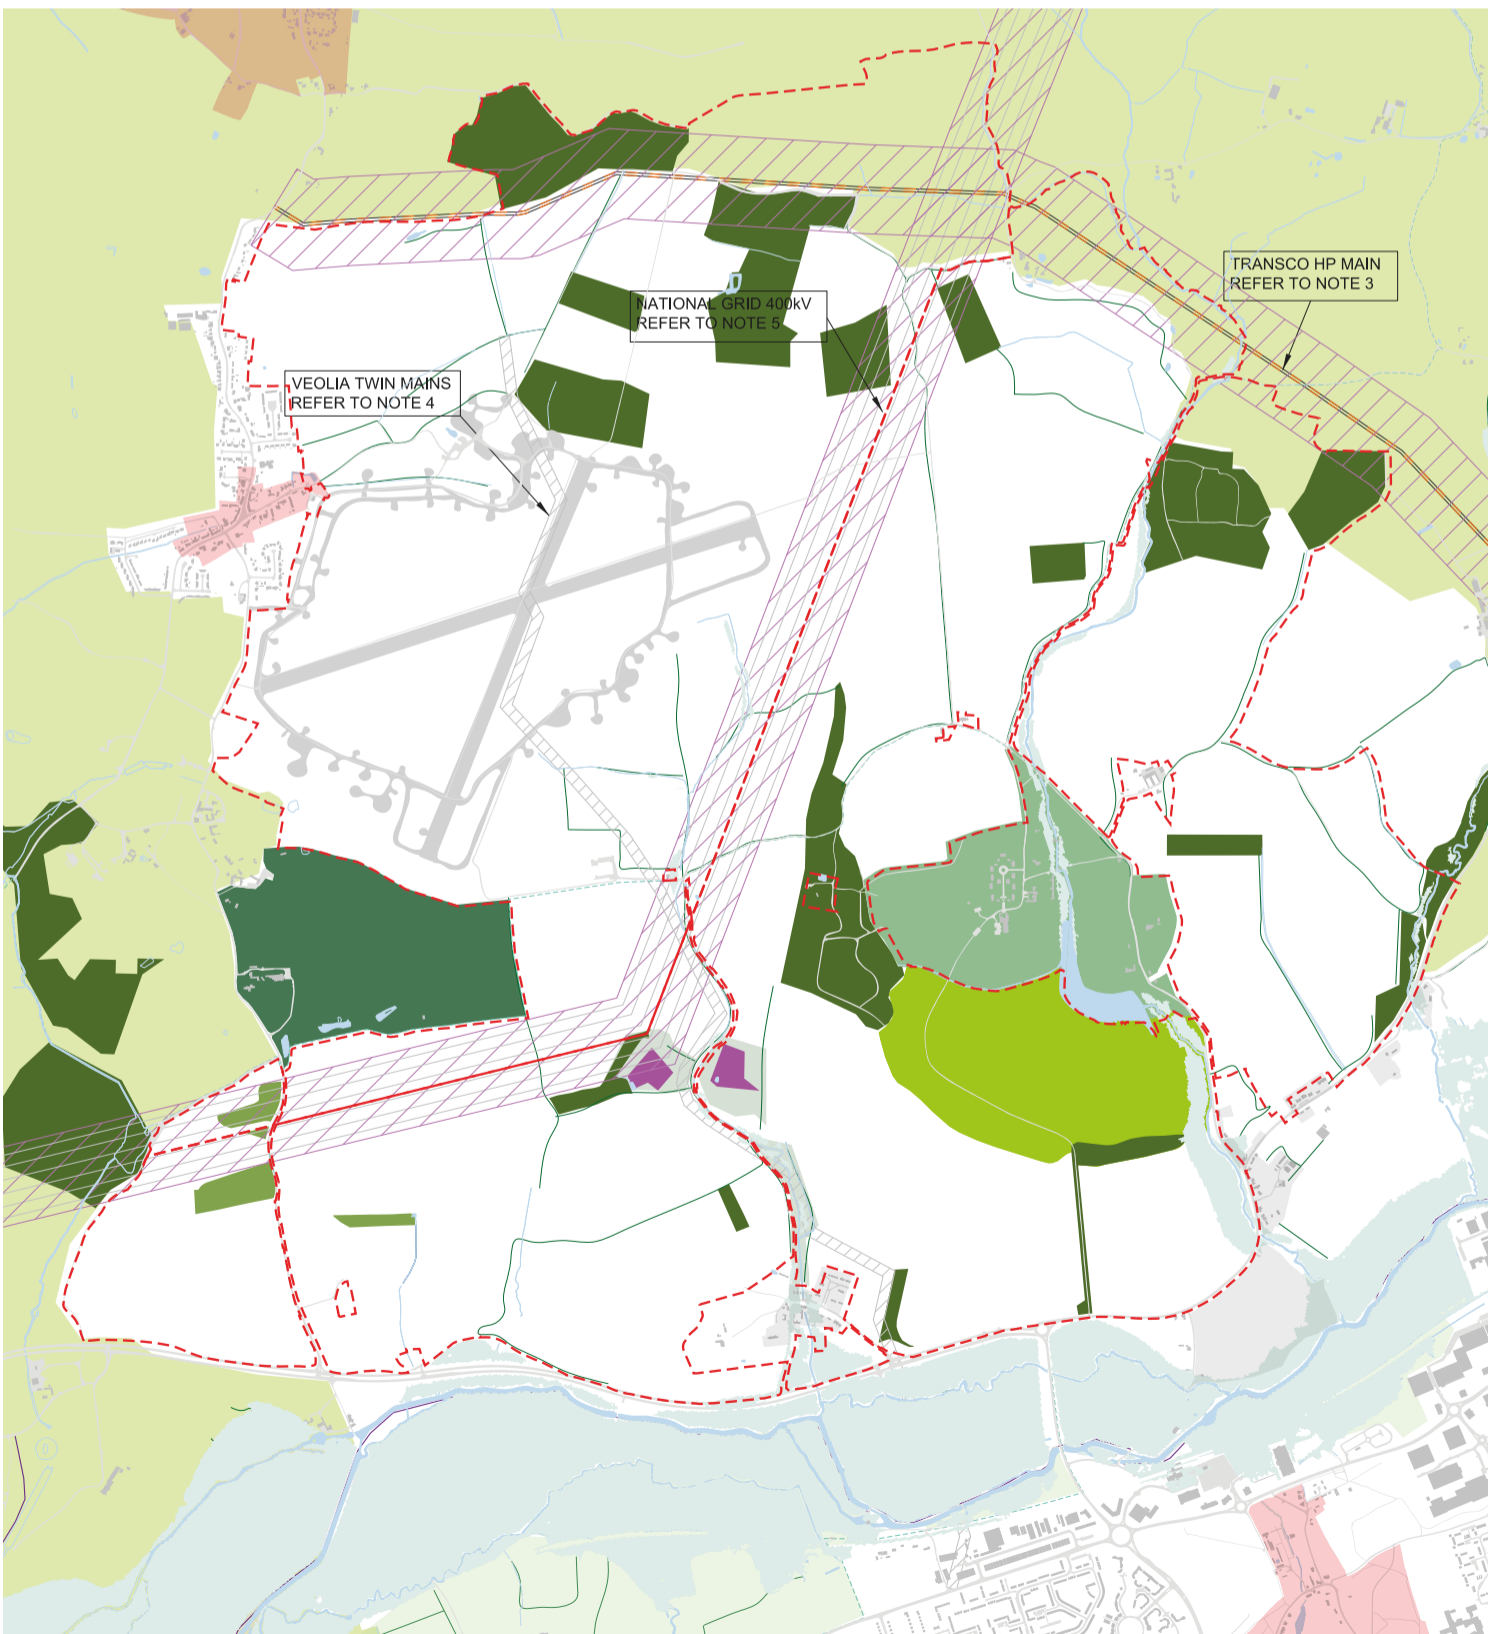 TRANSCO HP MAIN
REFER TO NOTE 3
NATIONAL GRID 400kV
REFER TO NOTE 5
VEOLIA TWIN MAINS
REFER TO NOTE 4